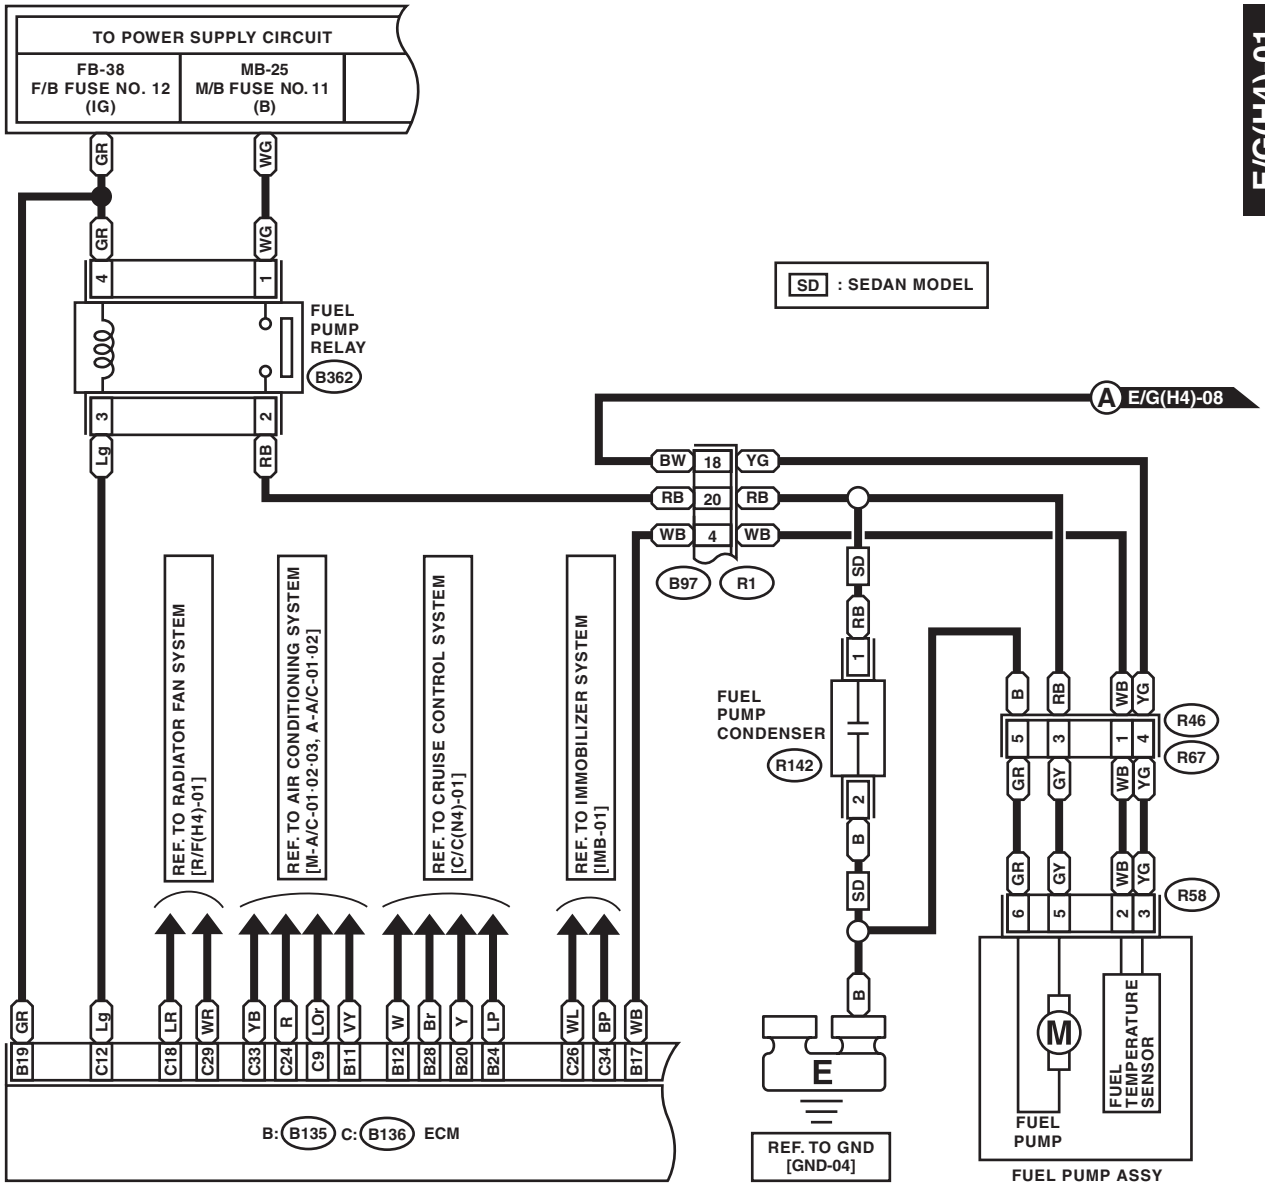 TO POWER SUPPLY CIRCUIT
FB-38
F/B FUSE NO. 12
(IG)
MB-25
M/B FUSE NO. 11
(B)
E/G(H4)-01
GR
WG
GR
WG
4
1
SD : SEDAN MODEL
FUEL
PUMP
RELAY
B362
3
2
Lg
RB
A E/G(H4)-08
BW 18 YG
RB 20 RB
WB 4 WB
B97 R1
SD
RB
1
FUEL
PUMP
CONDENSER
R142
2
B
SD
B
B
RB
WB
YG
R46
5
3
1
4
R67
GR
GY
WB
YG
GR
GY
WB
YG
R58
6
5
2
3
REF. TO RADIATOR FAN SYSTEM
[R/F(H4)-01]
REF. TO AIR CONDITIONING SYSTEM
[M-A/C-01·02·03, A-A/C-01·02]
REF. TO CRUISE CONTROL SYSTEM
[C/C(N4)-01]
REF. TO IMMOBILIZER SYSTEM
[IMB-01]
GR
Lg
LR
WR
YB
R
LOr
VY
W
Br
Y
LP
WL
BP
WB
B19
C12
C18
C29
C33
C24
C9
B11
B12
B28
B20
B24
C26
C34
B17
B: B135 C: B136 ECM
E
REF. TO GND
[GND-04]
M
FUEL
TEMPERATURE
SENSOR
FUEL
PUMP
FUEL PUMP ASSY